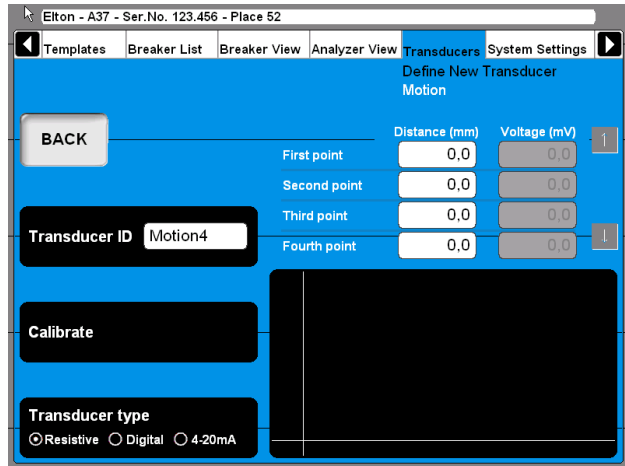 Elton - A37 - Ser.No. 123.456 - Place 52
Templates Breaker List Breaker View Analyzer View Transducers System Settings
Define New Transducer
Motion
BACK
Distance (mm) Voltage (mV)
First point 0,0 0,0
Second point 0,0 0,0
Third point 0,0 0,0
Fourth point 0,0 0,0
Transducer ID Motion4
Calibrate
Transducer type
Resistive Digital 4-20mA